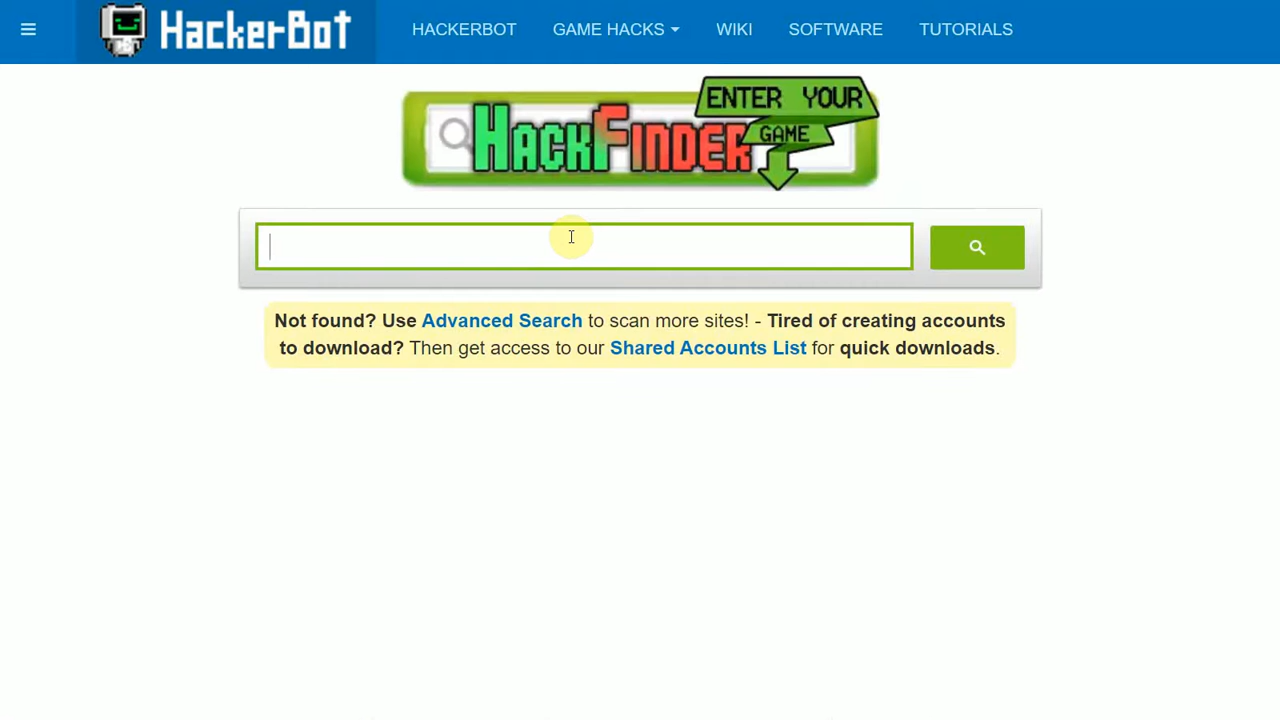 HackerBot
HACKERBOT GAME HACKS WIKI SOFTWARE TUTORIALS
ENTER YOUR
GAME
HackFinder
Not found? Use Advanced Search to scan more sites! - Tired of creating accounts
to download? Then get access to our Shared Accounts List for quick downloads.